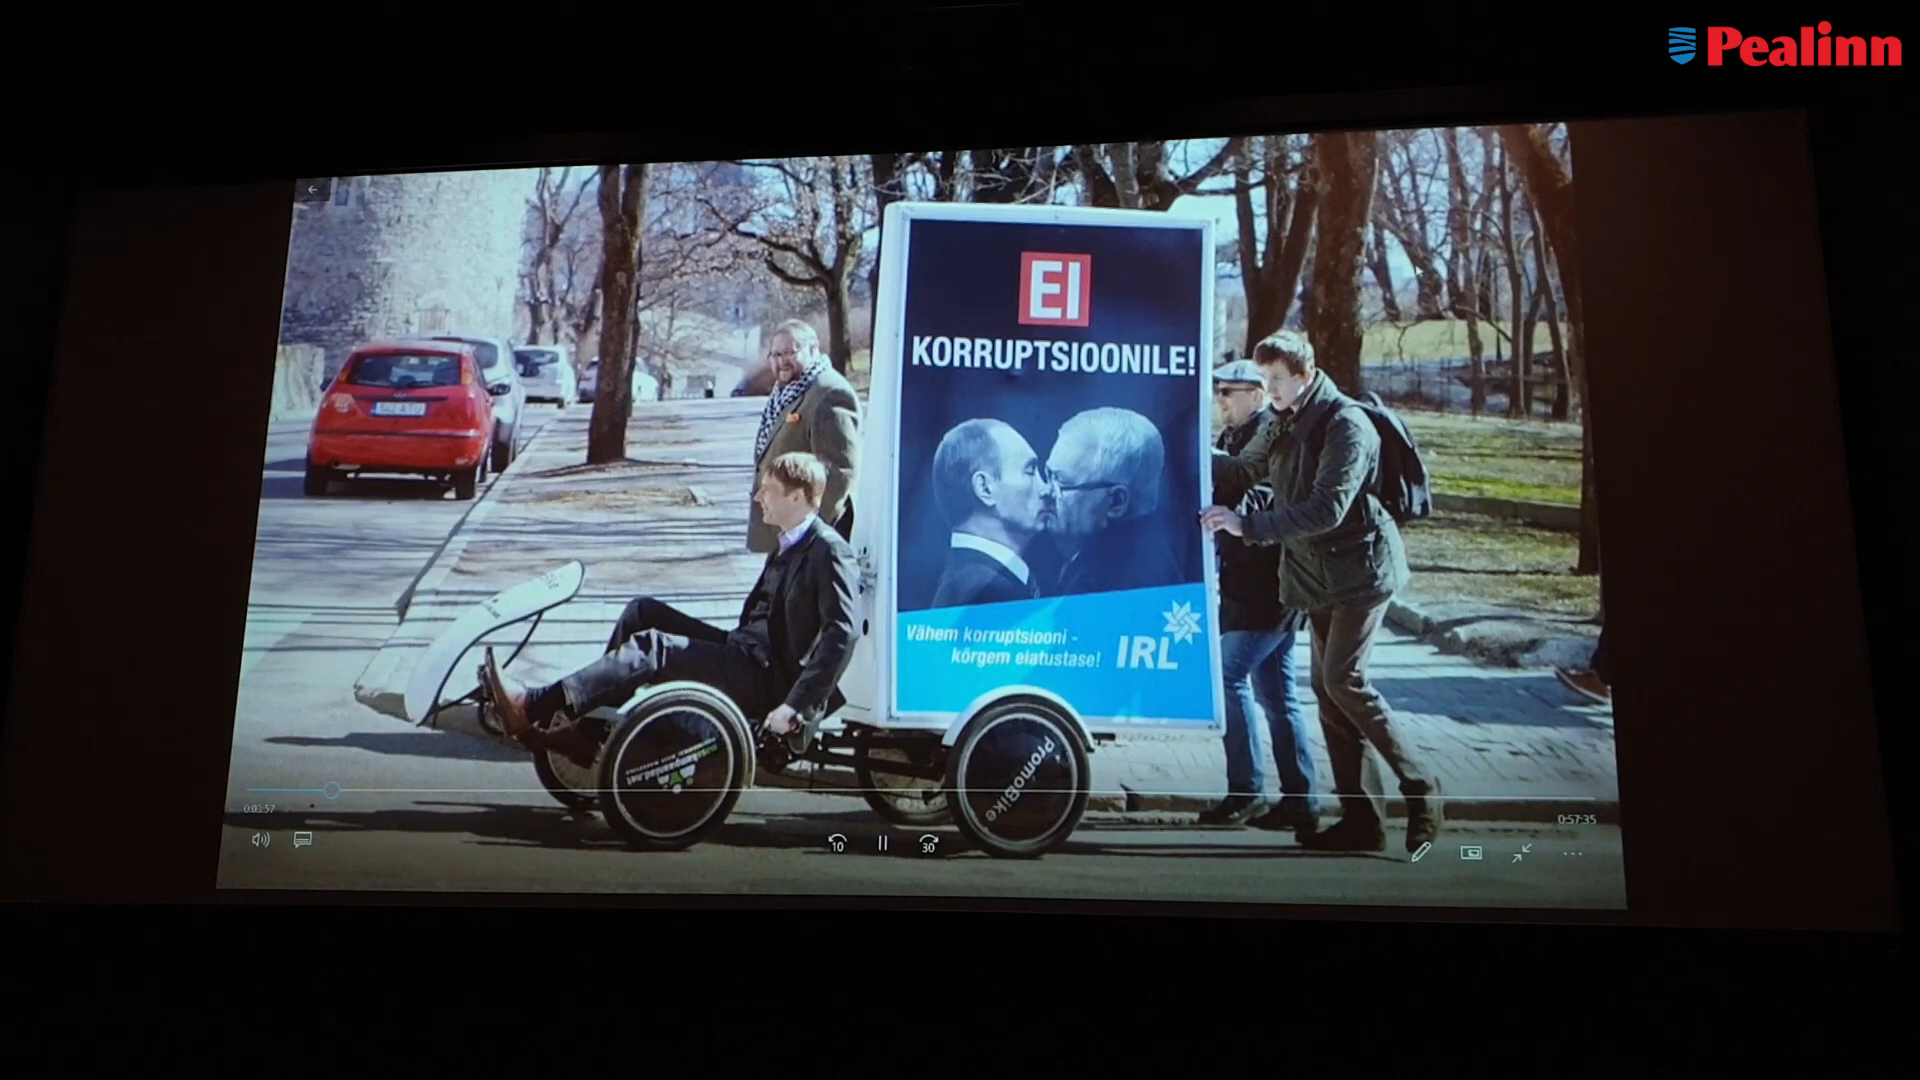 Pealinn
EI
KORRUPTSIOONILE!
Vähem korruptsiooni -
kõrgem elatustase!
IRL
PromoBike
0:03:57
0:57:35
10
30